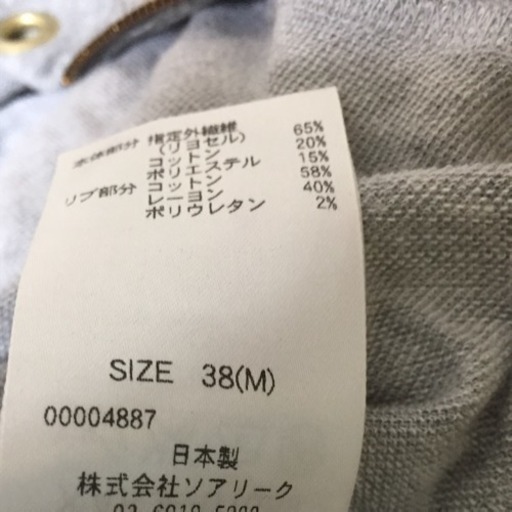 本体部分 指定外繊維 65%
(リヨセル)
コットン 20%
ポリエステル 15%
リブ部分 コットン 58%
レーヨン 40%
ポリウレタン 2%
SIZE 38(M)
00004887
日本製
株式会社ソアリーク